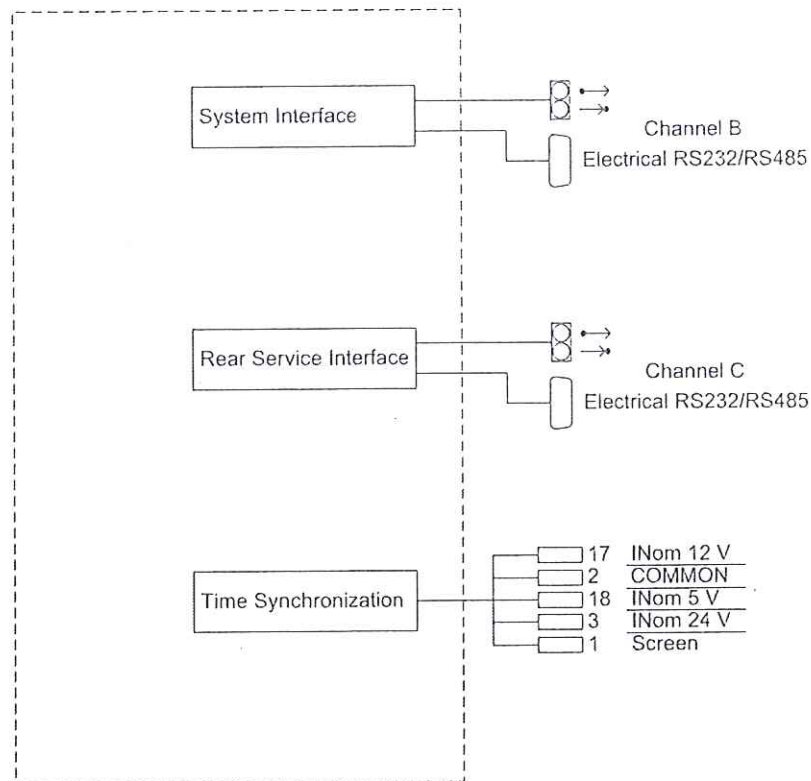 System Interface
Channel B
Electrical RS232/RS485
Rear Service Interface
Channel C
Electrical RS232/RS485
Time Synchronization
17 INom 12 V
2 COMMON
18 INom 5 V
3 INom 24 V
1 Screen